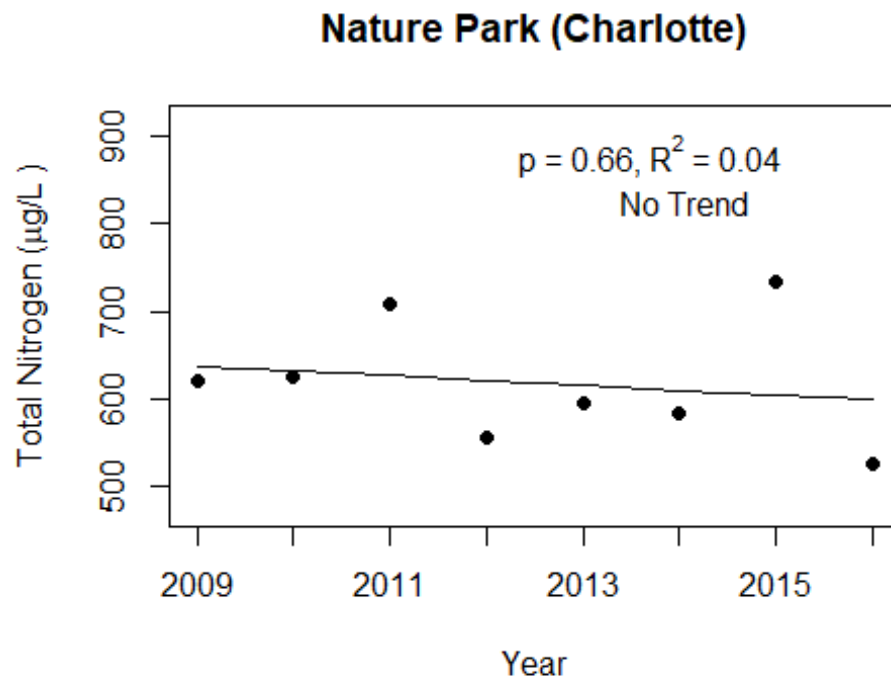 Nature Park (Charlotte)
p = 0.66, R² = 0.04
No Trend
Total Nitrogen (µg/L )
900
800
700
600
500
2009 2011 2013 2015
Year